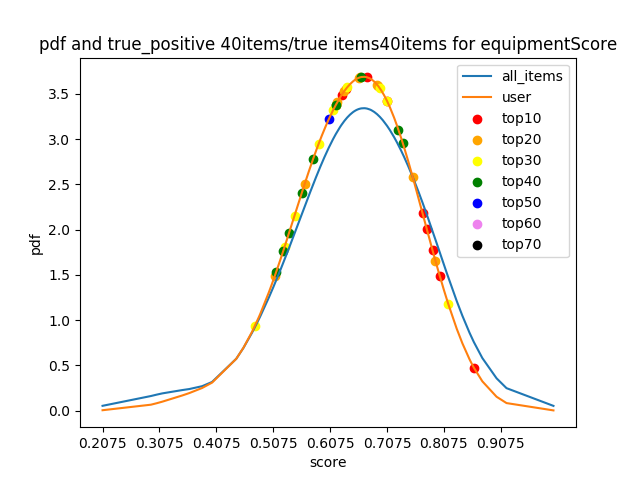 pdf and true_positive 40items/true items40items for equipmentScore
all_items
user
top10
top20
top30
top40
top50
top60
top70
pdf
3.5
3.0
2.5
2.0
1.5
1.0
0.5
0.0
0.2075 0.3075 0.4075 0.5075 0.6075 0.7075 0.8075 0.9075
score